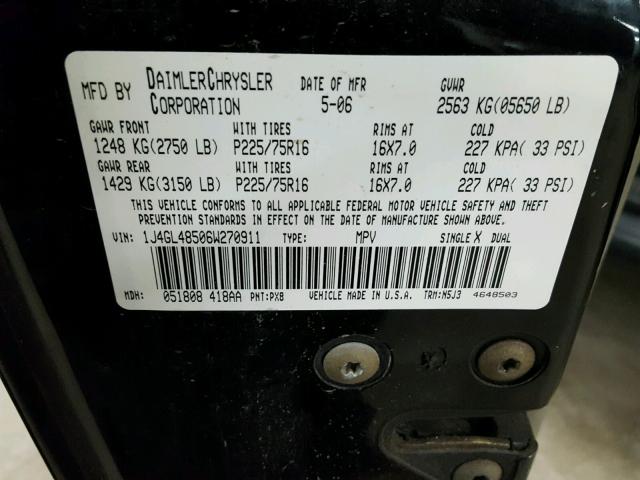 MFD BY DAIMLERCHRYSLER CORPORATION DATE OF MFR 5-06 GVWR 2563 KG(05650 LB)
GAWR FRONT WITH TIRES RIMS AT COLD
1248 KG(2750 LB) P225/75R16 16X7.0 227 KPA( 33 PSI)
GAWR REAR WITH TIRES RIMS AT COLD
1429 KG(3150 LB) P225/75R16 16X7.0 227 KPA( 33 PSI)
THIS VEHICLE CONFORMS TO ALL APPLICABLE FEDERAL MOTOR VEHICLE SAFETY AND THEFT
PREVENTION STANDARDS IN EFFECT ON THE DATE OF MANUFACTURE SHOWN ABOVE.
VIN: 1J4GL48506W270911 TYPE: MPV SINGLE X DUAL
MDH: 051808 418AA PNT:PX8 VEHICLE MADE IN U.S.A. TRM:N5J3 4648503